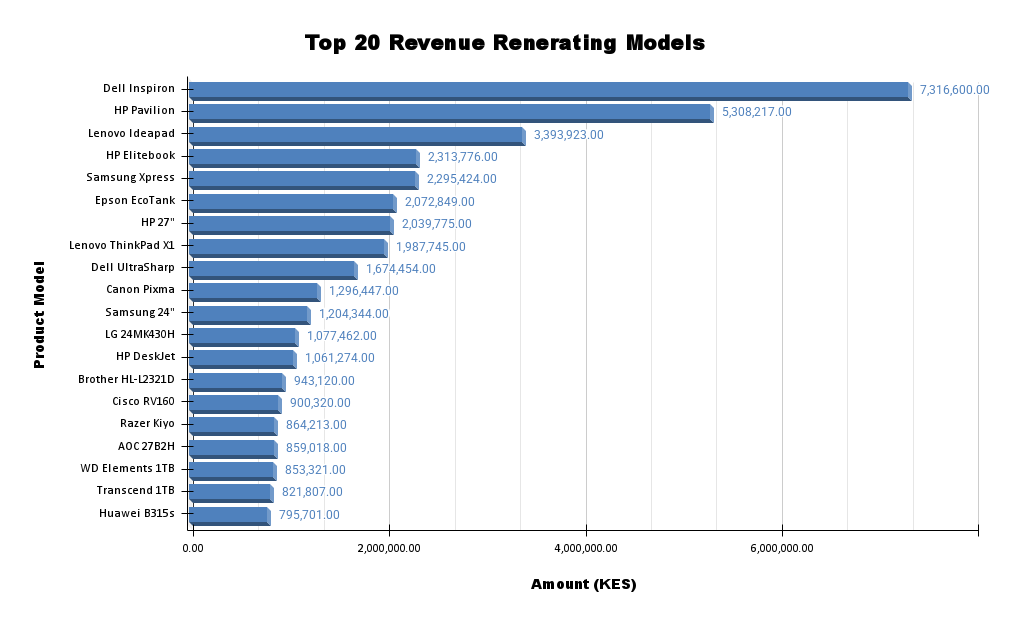 Top 20 Revenue Renerating Models
Product Model
Dell Inspiron 7,316,600.00
HP Pavilion 5,308,217.00
Lenovo Ideapad 3,393,923.00
HP Elitebook 2,313,776.00
Samsung Xpress 2,295,424.00
Epson EcoTank 2,072,849.00
HP 27" 2,039,775.00
Lenovo ThinkPad X1 1,987,745.00
Dell UltraSharp 1,674,454.00
Canon Pixma 1,296,447.00
Samsung 24" 1,204,344.00
LG 24MK430H 1,077,462.00
HP DeskJet 1,061,274.00
Brother HL-L2321D 943,120.00
Cisco RV160 900,320.00
Razer Kiyo 864,213.00
AOC 27B2H 859,018.00
WD Elements 1TB 853,321.00
Transcend 1TB 821,807.00
Huawei B315s 795,701.00
0.00 2,000,000.00 4,000,000.00 6,000,000.00
Amount (KES)